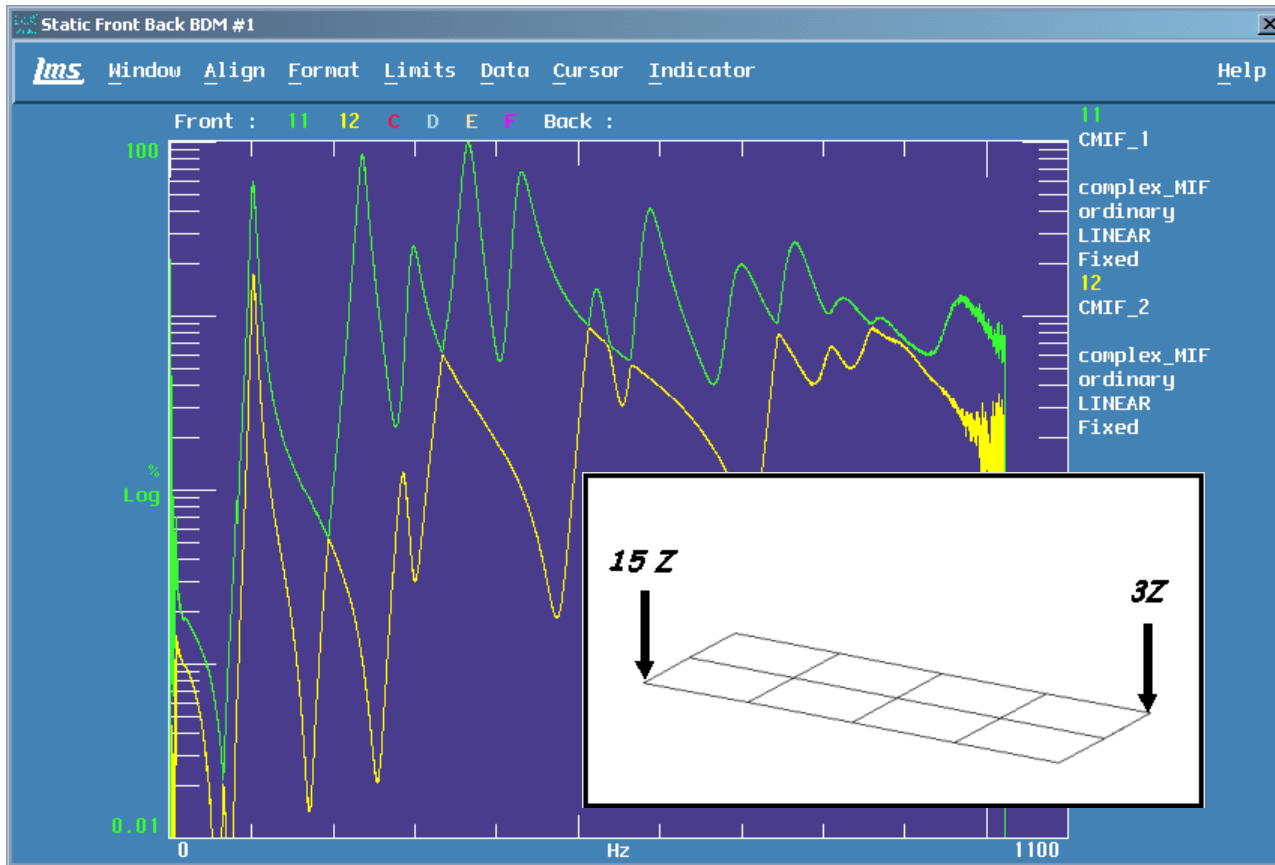 Static Front Back BDM #1
lms Window Align Format Limits Data Cursor Indicator Help
Front : 11 12 C D E F Back :
100
%
Log
0.01
0 Hz 1100
11
CMIF_1
complex_MIF
ordinary
LINEAR
Fixed
12
CMIF_2
complex_MIF
ordinary
LINEAR
Fixed
15 Z
3Z